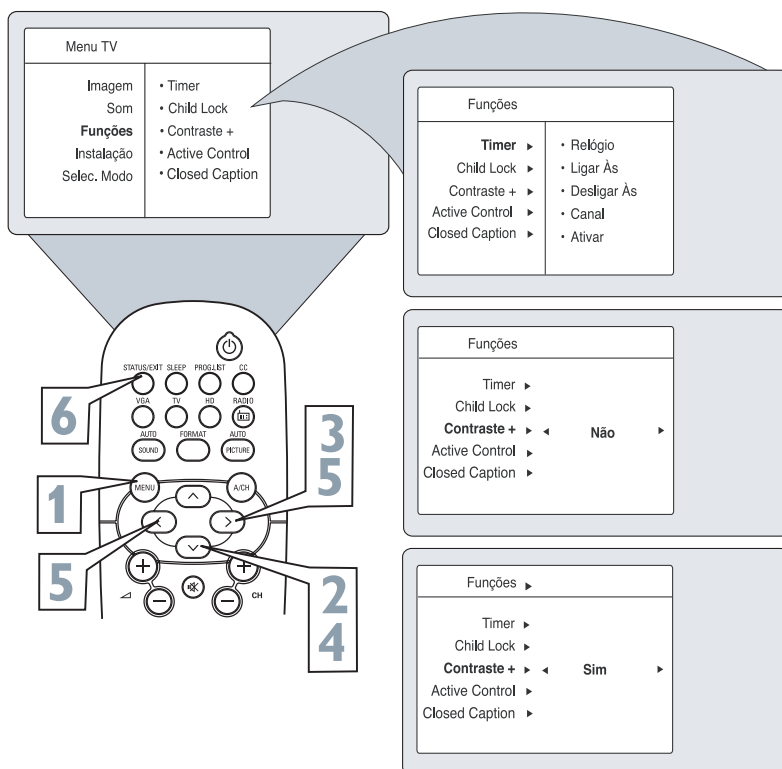 Menu TV
Imagem
Som
Funções
Instalação
Selec. Modo
• Timer
• Child Lock
• Contraste +
• Active Control
• Closed Caption
Funções
Timer
Child Lock
Contraste +
Active Control
Closed Caption
• Relógio
• Ligar Às
• Desligar Às
• Canal
• Ativar
Funções
Timer
Child Lock
Contraste + Não
Active Control
Closed Caption
Funções
Timer
Child Lock
Contraste + Sim
Active Control
Closed Caption
STATUS/EXIT SLEEP PROG.LIST CC
VGA TV HD RADIO
AUTO FORMAT AUTO
SOUND PICTURE
MENU A/CH
CH
6
1
5
3
5
2
4